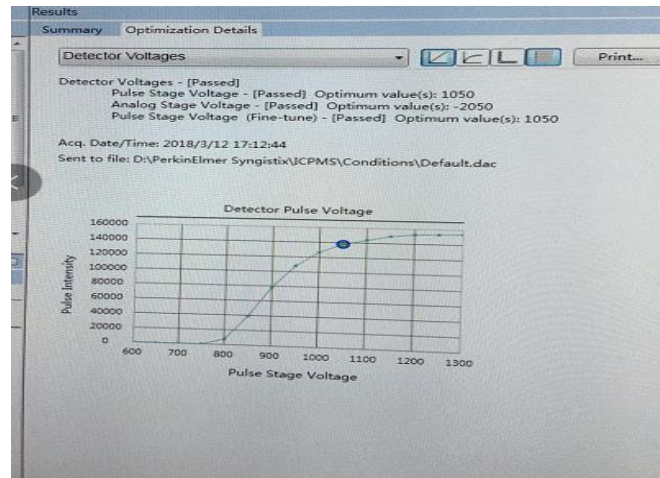 Results
Summary Optimization Details
Detector Voltages Print...
Detector Voltages - [Passed]
Pulse Stage Voltage - [Passed] Optimum value(s): 1050
Analog Stage Voltage - [Passed] Optimum value(s): -2050
Pulse Stage Voltage (Fine-tune) - [Passed] Optimum value(s): 1050
Acq. Date/Time: 2018/3/12 17:12:44
Sent to file: D:\PerkinElmer Syngistix\ICPMS\Conditions\Default.dac
Detector Pulse Voltage
160000
140000
120000
100000
80000
60000
40000
20000
0
Pulse Intensity
600 700 800 900 1000 1100 1200 1300
Pulse Stage Voltage